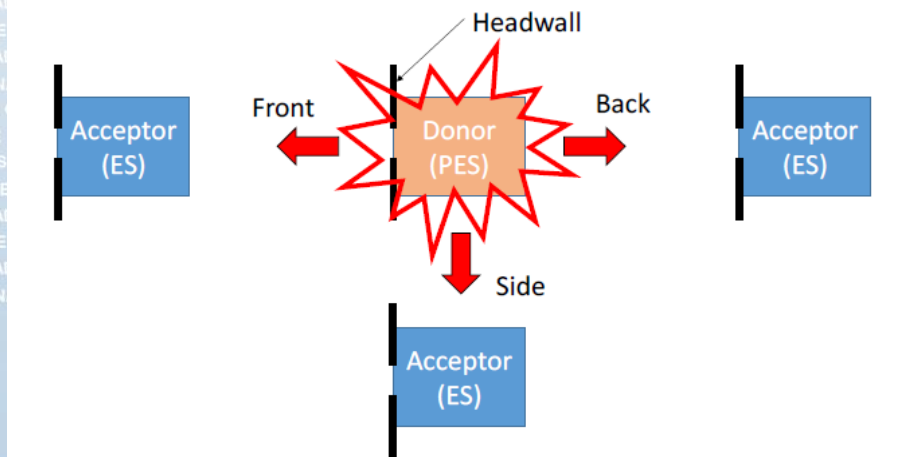 Headwall
Front
Back
Acceptor
(ES)
Donor
(PES)
Acceptor
(ES)
Side
Acceptor
(ES)